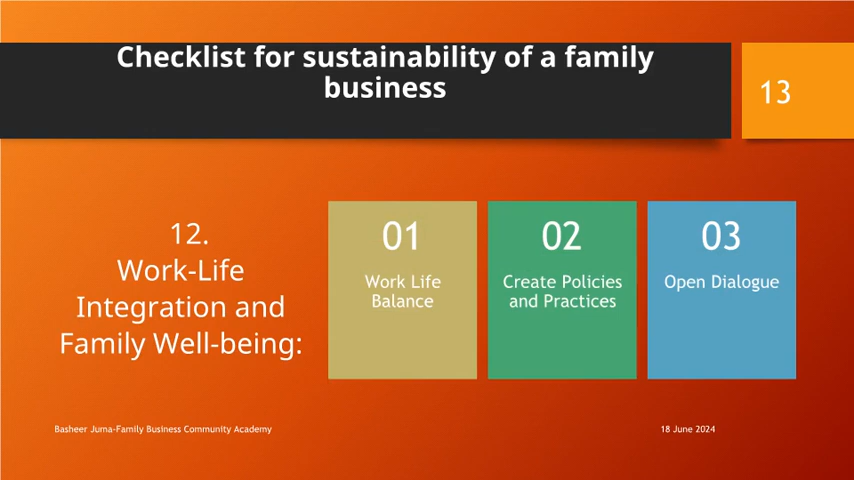 Checklist for sustainability of a family
business
13
12.
Work-Life
Integration and
Family Well-being:
01
Work Life
Balance
02
Create Policies
and Practices
03
Open Dialogue
Basheer Juma-Family Business Community Academy
18 June 2024